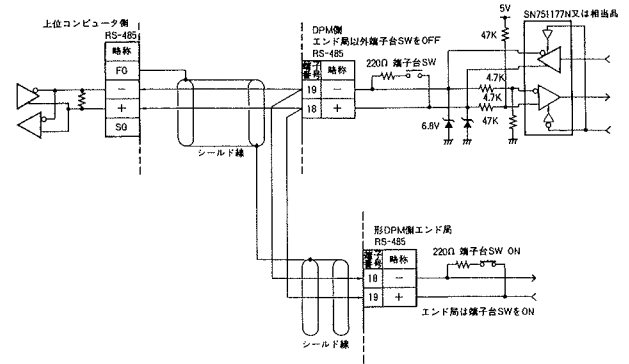 上位コンピュータ側
RS-485
略称
FG
－
＋
SG
シールド線
DPM側
エンド局以外端子台SWをOFF
RS-485
端子番号 略称
19 －
18 ＋
220Ω 端子台SW
5V
SN751177N又は相当品
47K
4.7K
4.7K
47K
6.8V
形DPM側エンド局
RS-485
端子番号 略称
18 －
19 ＋
220Ω 端子台SW ON
エンド局は端子台SWをON
シールド線